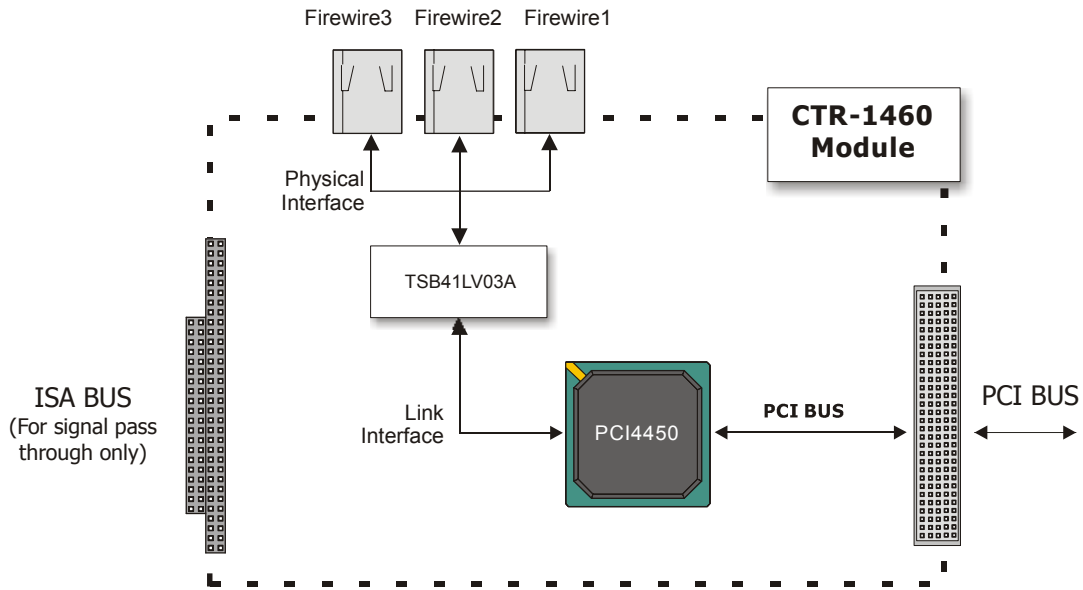 Firewire3 Firewire2 Firewire1
CTR-1460
Module
Physical
Interface
TSB41LV03A
ISA BUS
(For signal pass
through only)
Link
Interface
PCI4450
PCI BUS
PCI BUS